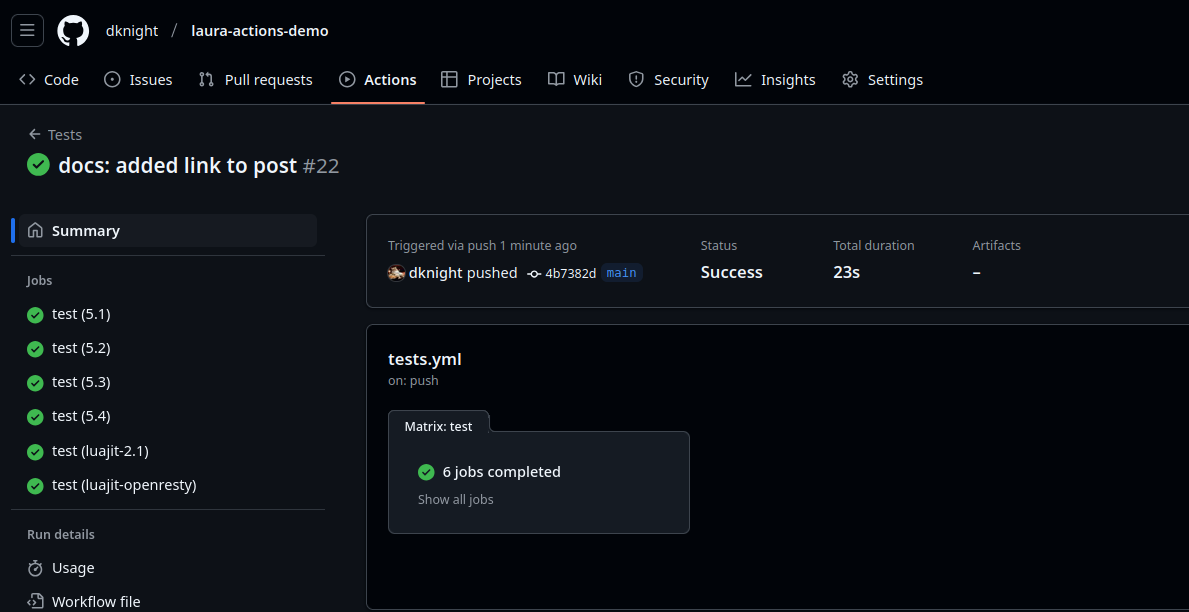 dknight / laura-actions-demo
Code Issues Pull requests Actions Projects Wiki Security Insights Settings
Tests
docs: added link to post #22
Summary
Jobs
test (5.1)
test (5.2)
test (5.3)
test (5.4)
test (luajit-2.1)
test (luajit-openresty)
Run details
Usage
Workflow file
Triggered via push 1 minute ago
dknight pushed 4b7382d main
Status
Success
Total duration
23s
Artifacts
–
tests.yml
on: push
Matrix: test
6 jobs completed
Show all jobs